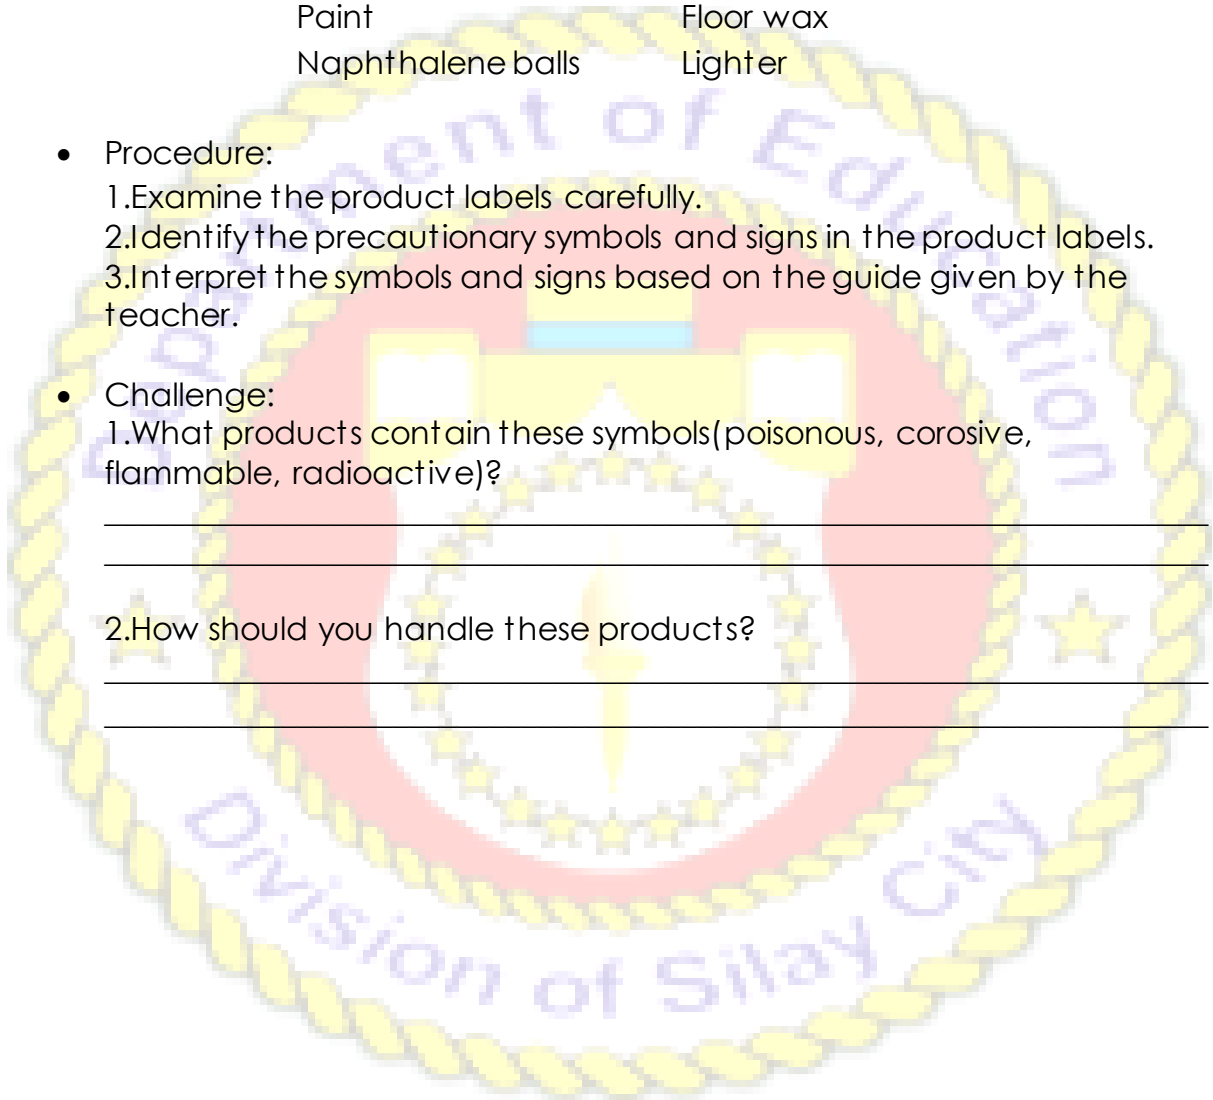 Paint Floor wax
Naphthalene balls Lighter
• Procedure:
1.Examine the product labels carefully.
2.Identify the precautionary symbols and signs in the product labels.
3.Interpret the symbols and signs based on the guide given by the
teacher.
• Challenge:
1.What products contain these symbols(poisonous, corosive,
flammable, radioactive)?
2.How should you handle these products?
Department of Education
Division of Silay City